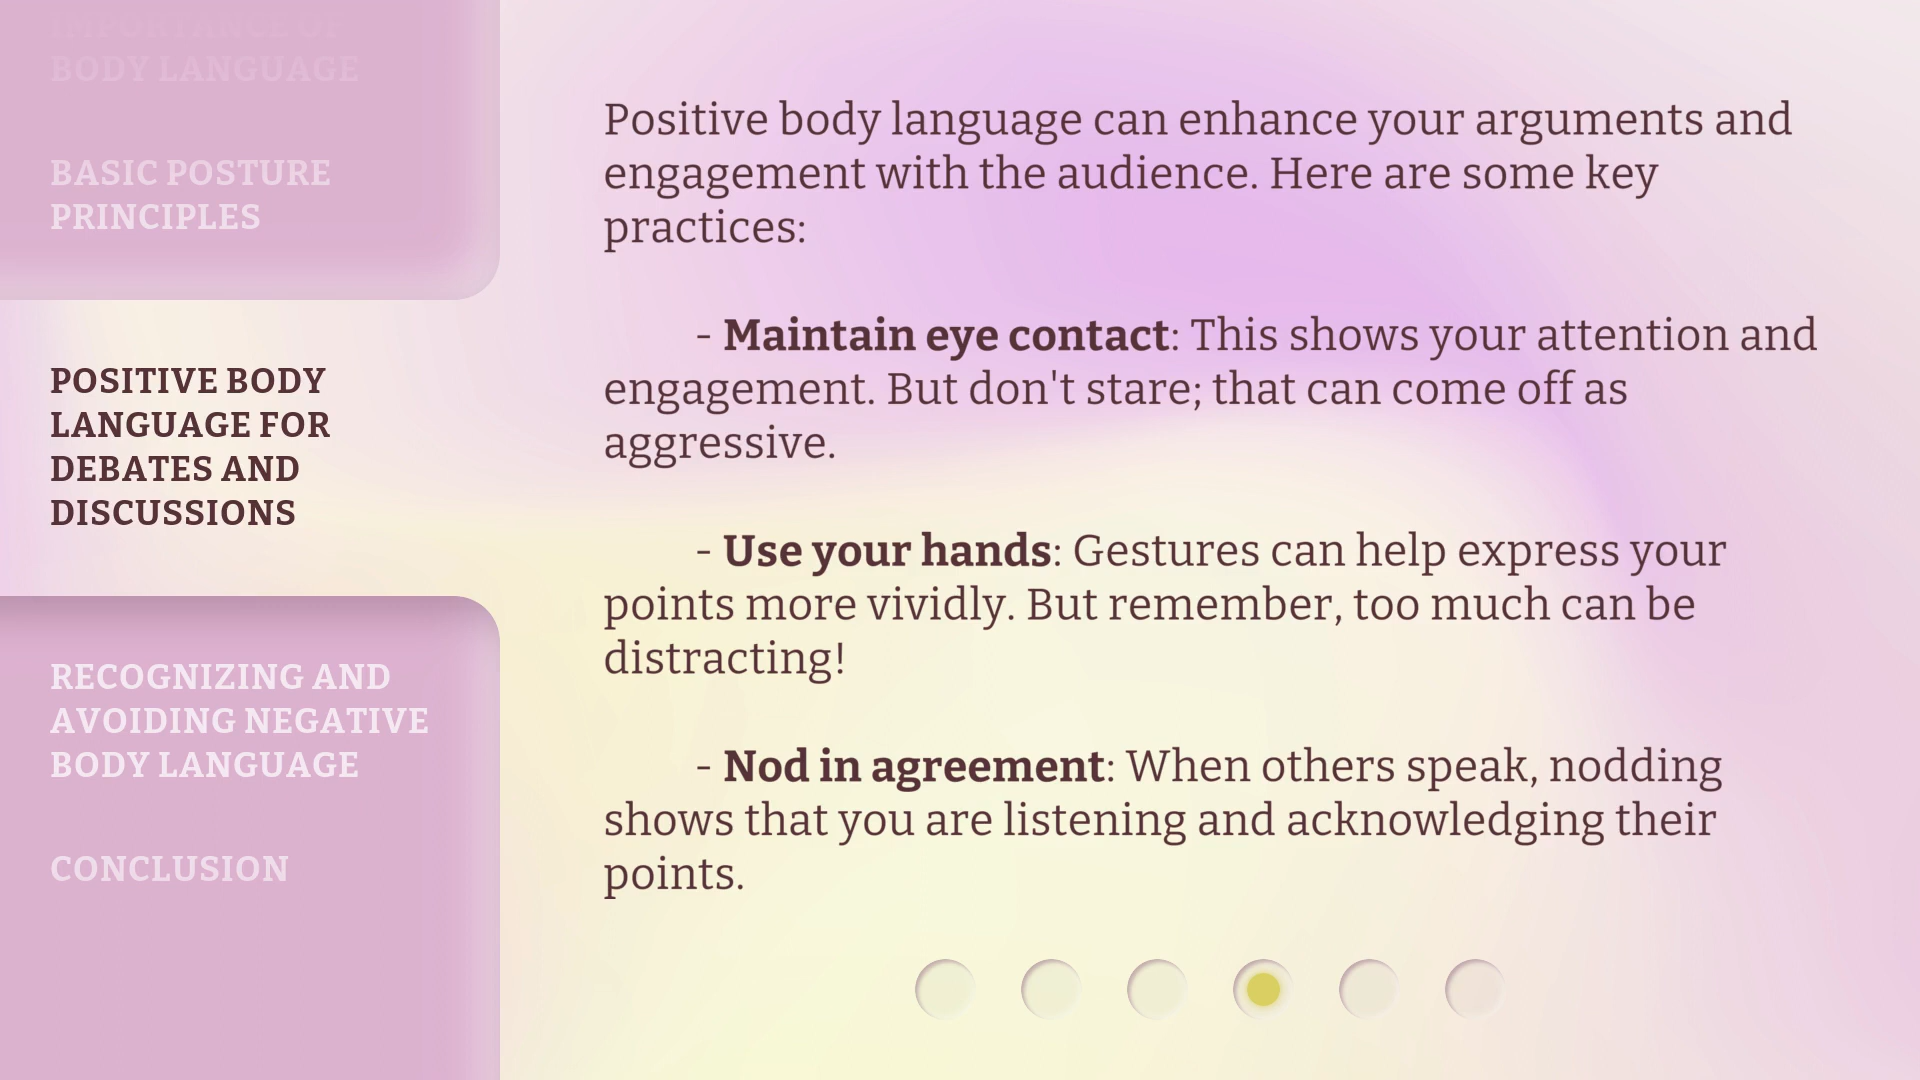 IMPORTANCE OF
BODY LANGUAGE
BASIC POSTURE
PRINCIPLES
POSITIVE BODY
LANGUAGE FOR
DEBATES AND
DISCUSSIONS
RECOGNIZING AND
AVOIDING NEGATIVE
BODY LANGUAGE
CONCLUSION
Positive body language can enhance your arguments and
engagement with the audience. Here are some key
practices:
- Maintain eye contact: This shows your attention and
engagement. But don't stare; that can come off as
aggressive.
- Use your hands: Gestures can help express your
points more vividly. But remember, too much can be
distracting!
- Nod in agreement: When others speak, nodding
shows that you are listening and acknowledging their
points.